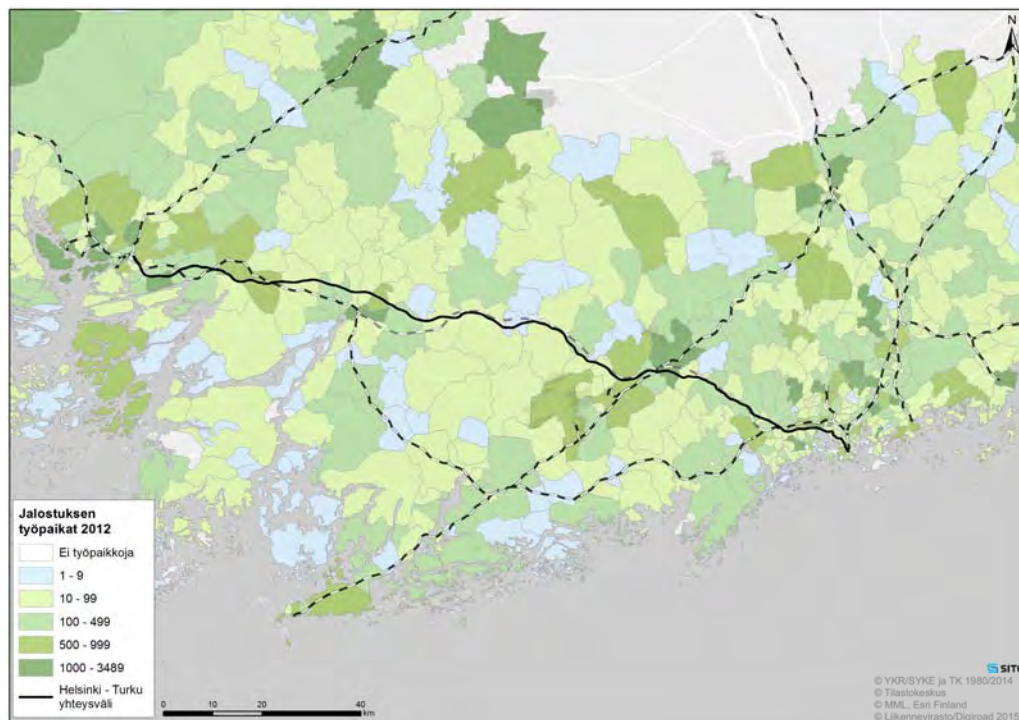 N
Jalostuksen
työpaikat 2012
Ei työpaikkoja
1 - 9
10 - 99
100 - 499
500 - 999
1000 - 3489
Helsinki - Turku
yhteysväli
0 20 40
km
SITO
© YKR/SYKE ja TK 1980/2014
© Tilastokeskus
© MML, Esri Finland
© Liikennevirasto/Digiroad 2015